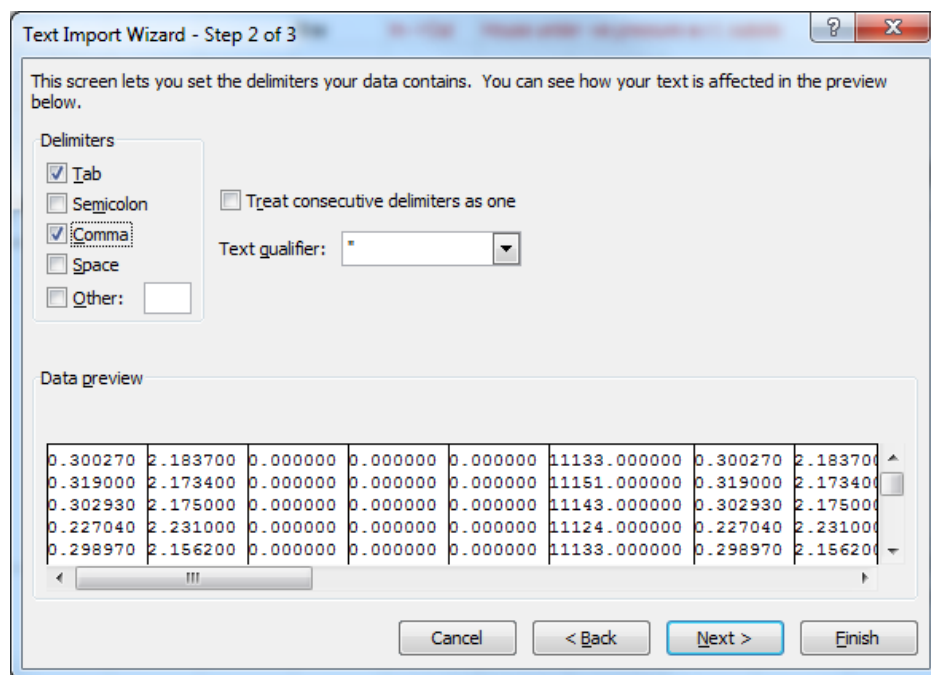 Text Import Wizard - Step 2 of 3
This screen lets you set the delimiters your data contains.  You can see how your text is affected in the preview
below.
Delimiters
Tab
Semicolon
Comma
Space
Other:
Treat consecutive delimiters as one
Text qualifier: "
Data preview
0.300270 2.183700 0.000000 0.000000 0.000000 11133.000000 0.300270 2.18370
0.319000 2.173400 0.000000 0.000000 0.000000 11151.000000 0.319000 2.17340
0.302930 2.175000 0.000000 0.000000 0.000000 11143.000000 0.302930 2.17500
0.227040 2.231000 0.000000 0.000000 0.000000 11124.000000 0.227040 2.23100
0.298970 2.156200 0.000000 0.000000 0.000000 11133.000000 0.298970 2.15620
Cancel < Back Next > Finish